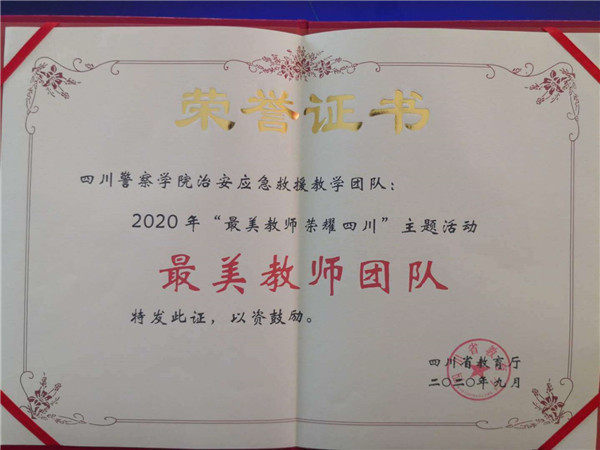 荣誉证书
四川警察学院治安应急救援教学团队：
2020年“最美教师荣耀四川”主题活动
最美教师团队
特发此证，以资鼓励。
四川省教育厅
二〇二〇年九月